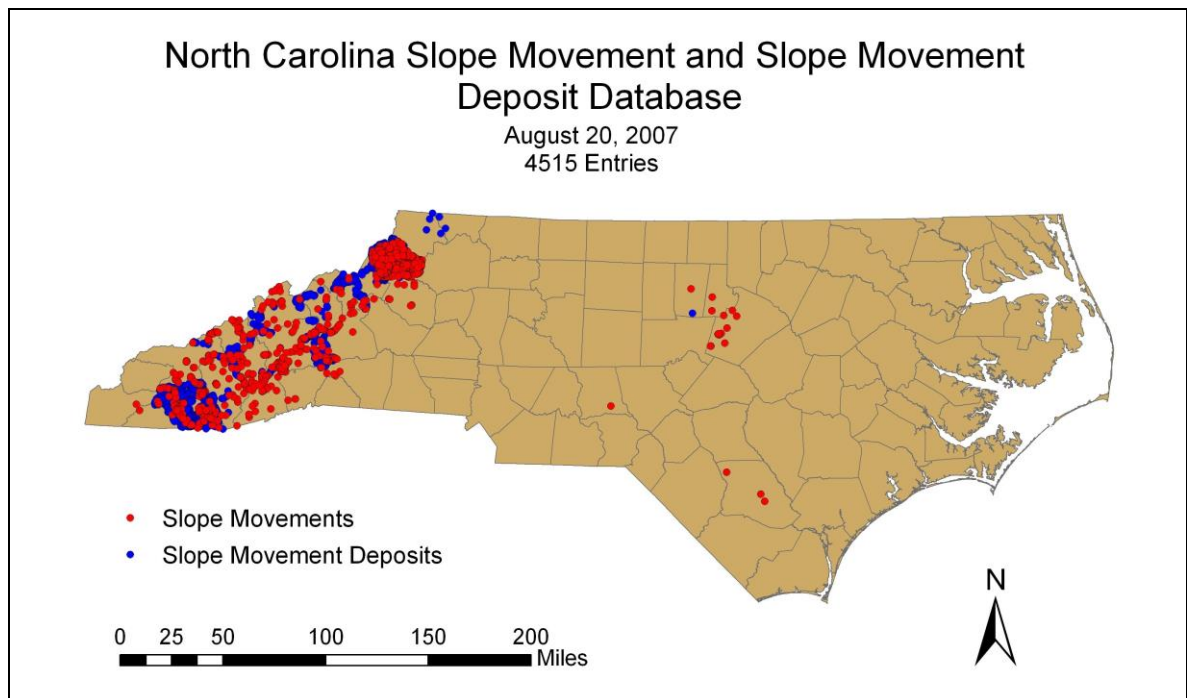 North Carolina Slope Movement and Slope Movement
Deposit Database
August 20, 2007
4515 Entries
Slope Movements
Slope Movement Deposits
N
0 25 50 100 150 200
Miles